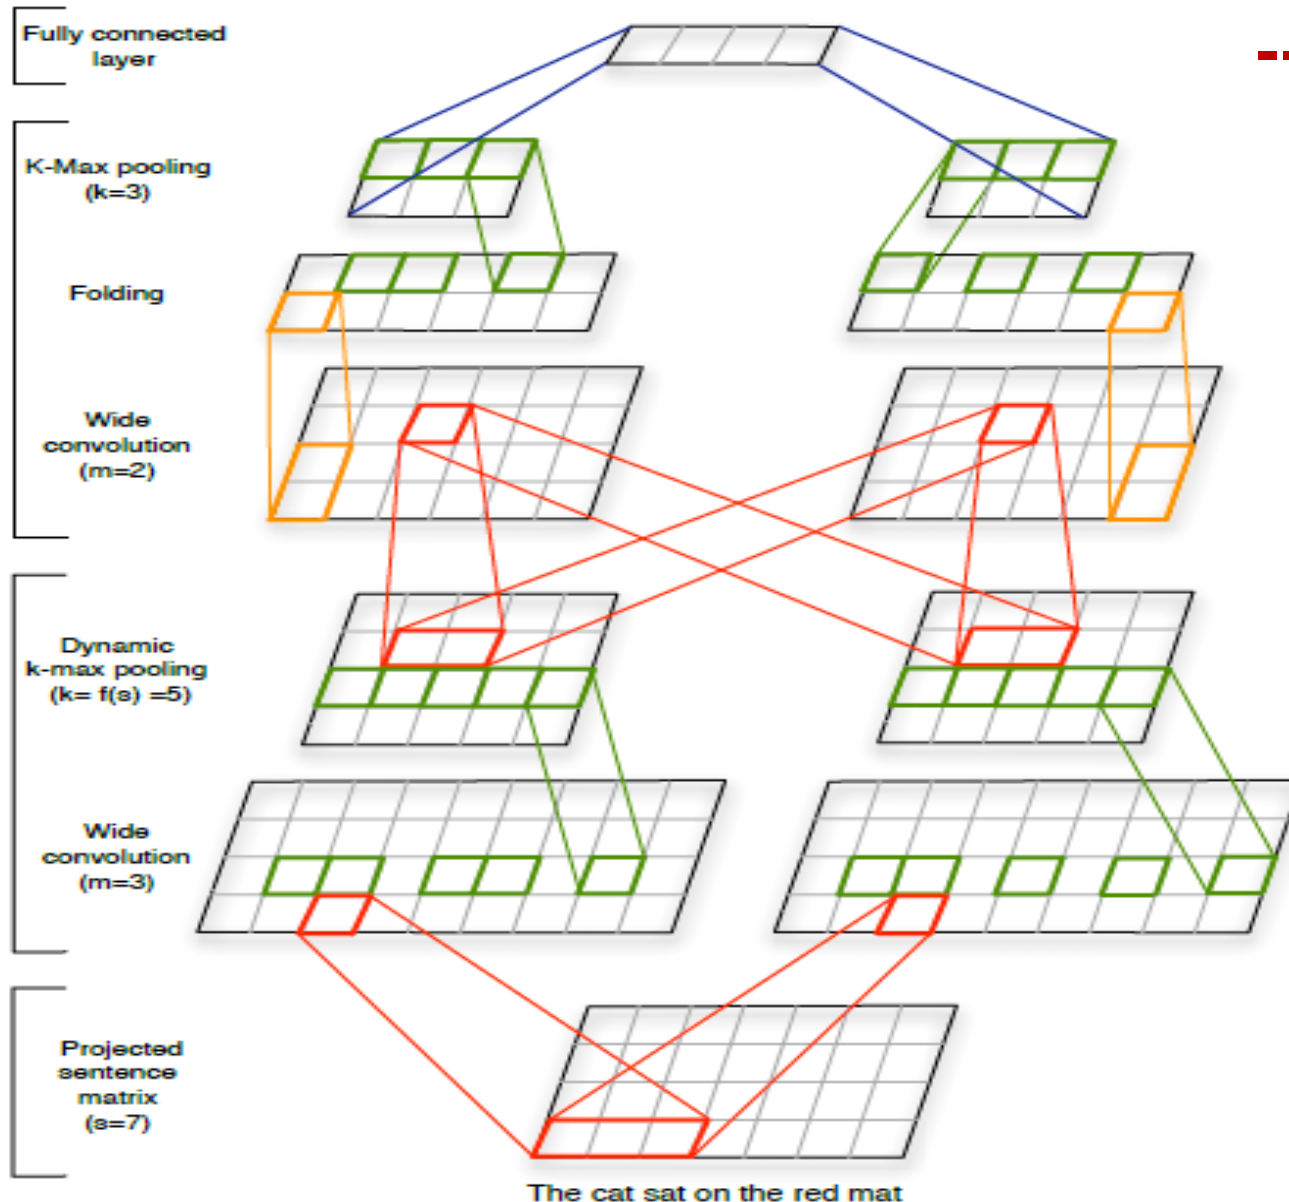 Fully connected
layer
K-Max pooling
(k=3)
Folding
Wide
convolution
(m=2)
Dynamic
k-max pooling
(k= f(s) =5)
Wide
convolution
(m=3)
Projected
sentence
matrix
(s=7)
The cat sat on the red mat